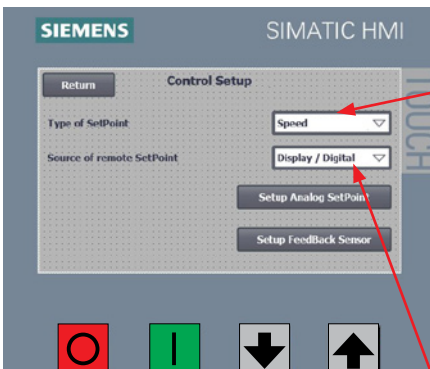 SIEMENS
SIMATIC HMI
TOUCH
Return
Control Setup
Type of SetPoint
Speed
Source of remote SetPoint
Display / Digital
Setup Analog SetPoint
Setup FeedBack Sensor